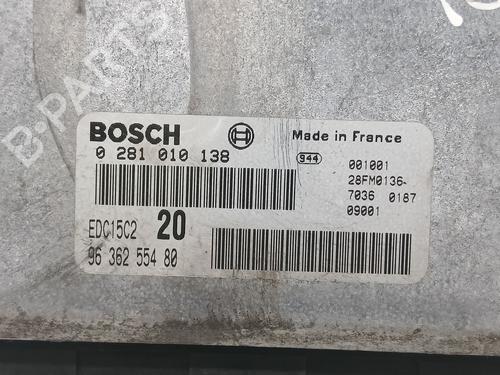 B-PARTS
BOSCH
Made in France
0 281 010 138
944
001001
28FM0136-
7036 0187
09001
EDC15C2 20
96 362 554 80